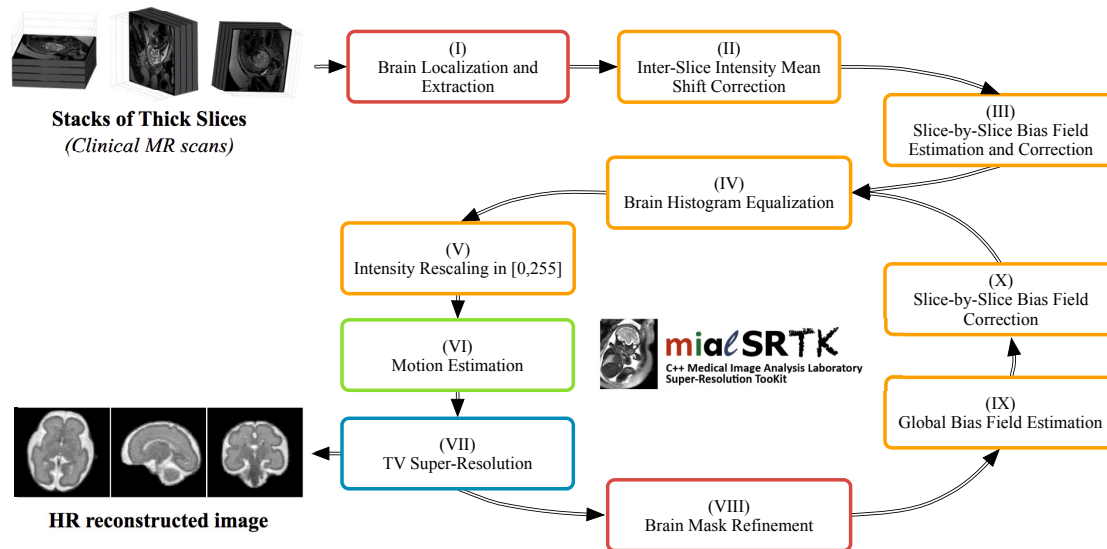 Stacks of Thick Slices
(Clinical MR scans)
(I)
Brain Localization and
Extraction
(II)
Inter-Slice Intensity Mean
Shift Correction
(III)
Slice-by-Slice Bias Field
Estimation and Correction
(IV)
Brain Histogram Equalization
(V)
Intensity Rescaling in [0,255]
(VI)
Motion Estimation
(VII)
TV Super-Resolution
HR reconstructed image
(VIII)
Brain Mask Refinement
(IX)
Global Bias Field Estimation
(X)
Slice-by-Slice Bias Field
Correction
mialSRTK
C++ Medical Image Analysis Laboratory
Super-Resolution TooKit